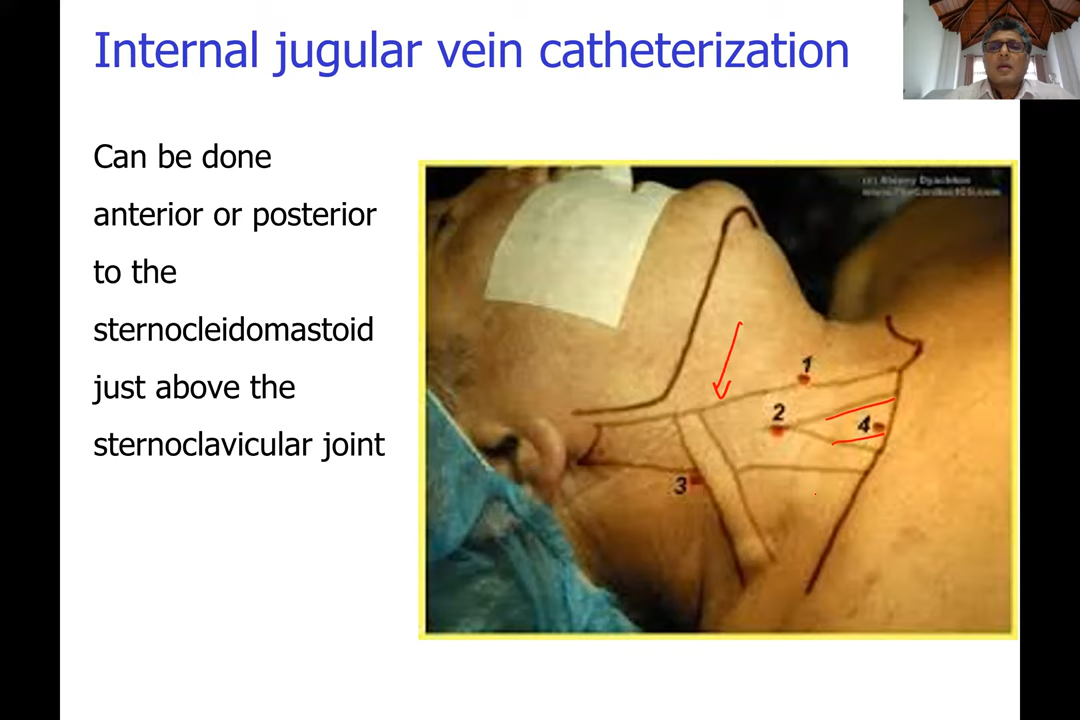 Internal jugular vein catheterization
Can be done
anterior or posterior
to the
sternocleidomastoid
just above the
sternoclavicular joint
1
2
4
3